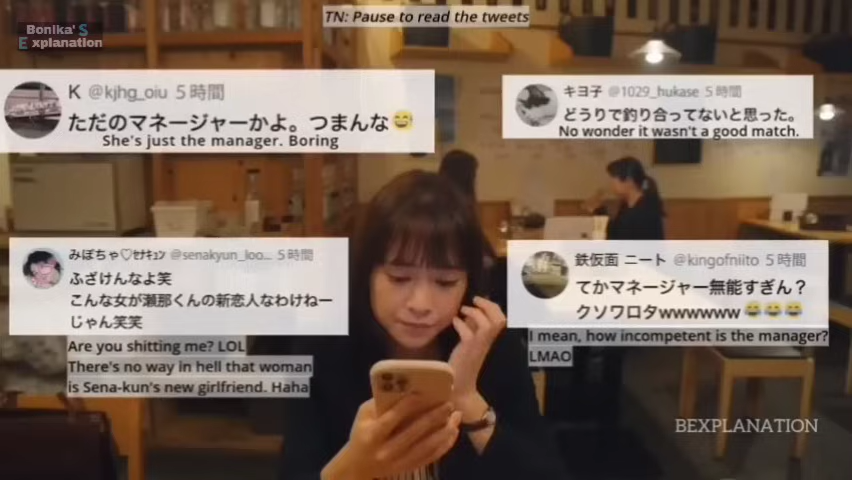 TN: Pause to read the tweets
Bonika' S
E xplanation
K @kjhg_oiu 5時間
ただのマネージャーかよ。つまんな😅
She's just the manager. Boring
キヨ子 @1029_hukase 5時間
どうりで釣り合ってないと思った。
No wonder it wasn't a good match.
みぽちゃ♡ｾﾅｷｭﾝ @senakyun_loo... 5時間
ふざけんなよ笑
こんな女が瀬那くんの新恋人なわけねー
じゃん笑笑
Are you shitting me? LOL
There's no way in hell that woman
is Sena-kun's new girlfriend. Haha
鉄仮面 ニート @kingofniito 5時間
てかマネージャー無能すぎん？
クソワロタwwwwwww😂😂😂
I mean, how incompetent is the manager?
LMAO
BEXPLANATION